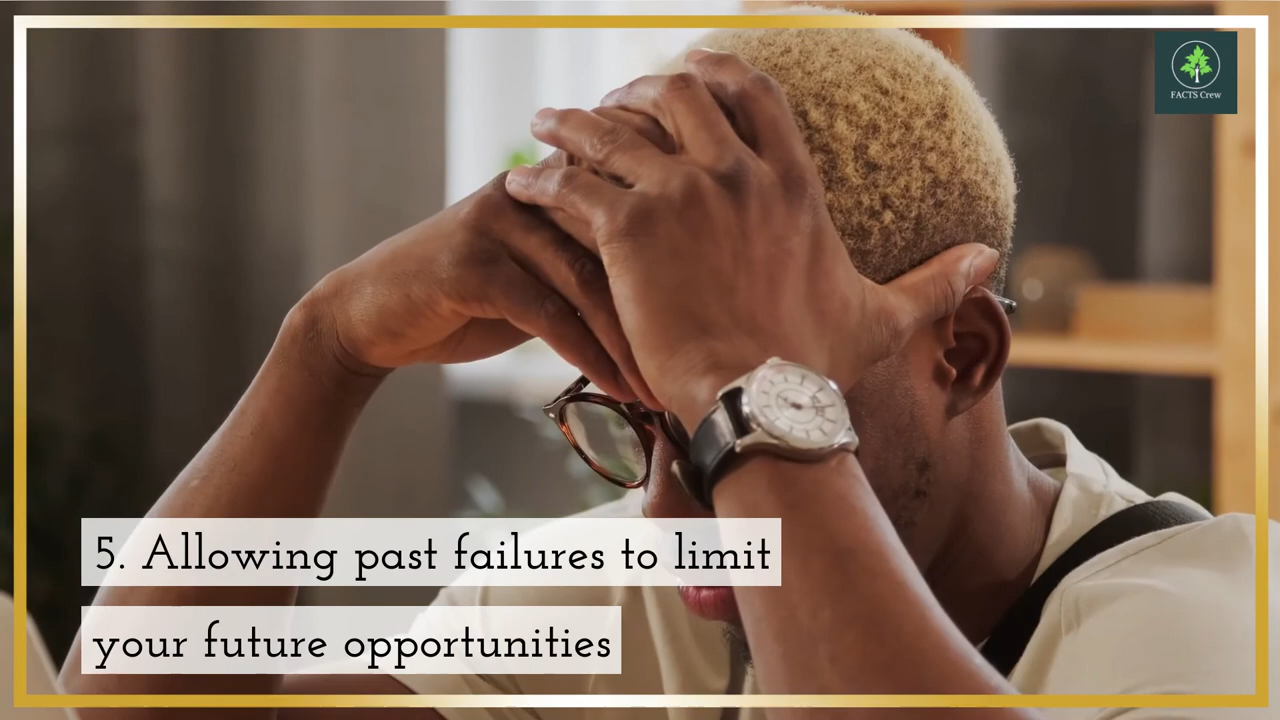 FACTS Crew
5. Allowing past failures to limit
your future opportunities